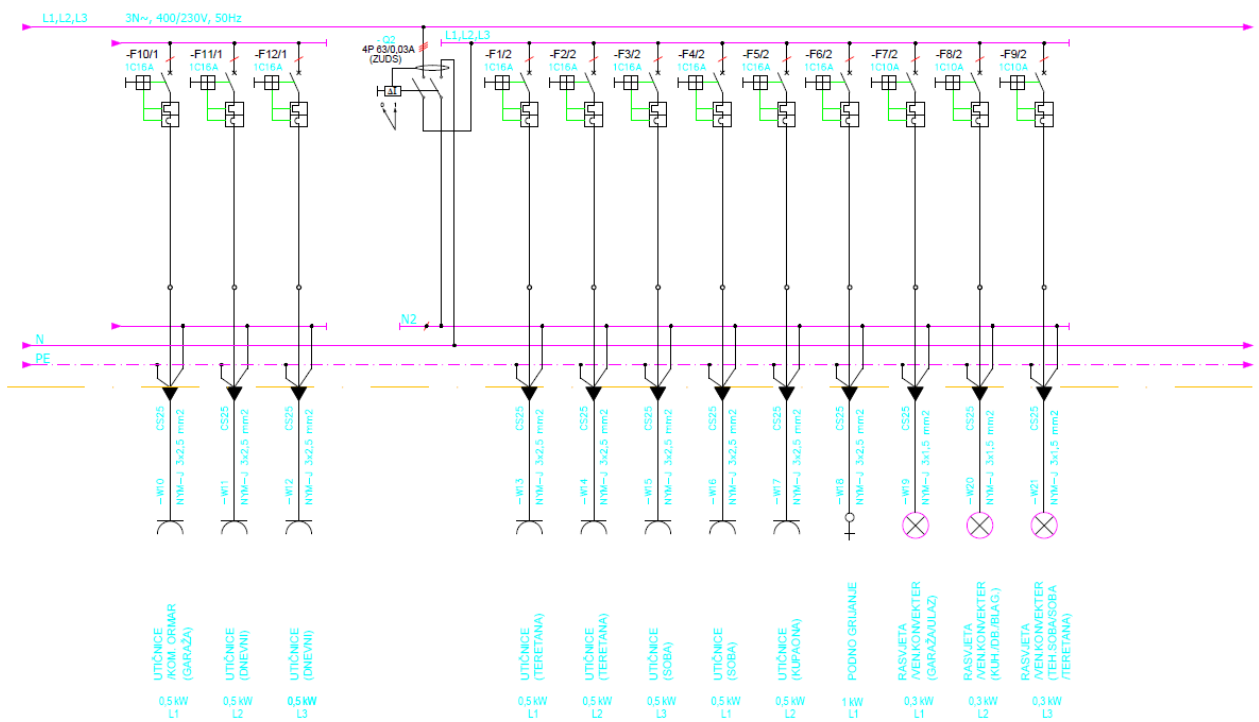 L1,L2,L3 3N~, 400/230V, 50Hz
-F10/1
1C16A
-F11/1
1C16A
-F12/1
1C16A
- Q2
4P 63/0,03A
(ZUDS)
ΔI
0 1
L1,L2,L3
-F1/2
1C16A
-F2/2
1C16A
-F3/2
1C16A
-F4/2
1C16A
-F5/2
1C16A
-F6/2
1C16A
-F7/2
1C10A
-F8/2
1C10A
-F9/2
1C10A
N2
N
PE
-W10
CS25
NYM-J 3x2,5 mm2
-W11
CS25
NYM-J 3x2,5 mm2
-W12
CS25
NYM-J 3x2,5 mm2
-W13
CS25
NYM-J 3x2,5 mm2
-W14
CS25
NYM-J 3x2,5 mm2
-W15
CS25
NYM-J 3x2,5 mm2
-W16
CS25
NYM-J 3x2,5 mm2
-W17
CS25
NYM-J 3x2,5 mm2
-W18
CS25
NYM-J 3x2,5 mm2
-W19
CS25
NYM-J 3x1,5 mm2
-W20
CS25
NYM-J 3x1,5 mm2
-W21
CS25
NYM-J 3x1,5 mm2
UTIČNICE
/KOM. ORMAR
(GARAŽA)
0,5 kW
L1
UTIČNICE
(DNEVNI)
0,5 kW
L2
UTIČNICE
(DNEVNI)
0,5 kW
L3
UTIČNICE
(TERETANA)
0,5 kW
L1
UTIČNICE
(TERETANA)
0,5 kW
L2
UTIČNICE
(SOBA)
0,5 kW
L3
UTIČNICE
(SOBA)
0,5 kW
L1
UTIČNICE
(KUPAONA)
0,5 kW
L2
PODNO GRIJANJE
1 kW
L1
RASVJETA
/VEN.KONVEKTER
(GARAŽA/ULAZ)
0,3 kW
L1
RASVJETA
/VEN.KONVEKTER
(KUH./DB./BLAG.)
0,3 kW
L2
RASVJETA
/VEN.KONVEKTER
(TEH.SOBA/SOBA
/TERETANA)
0,3 kW
L3